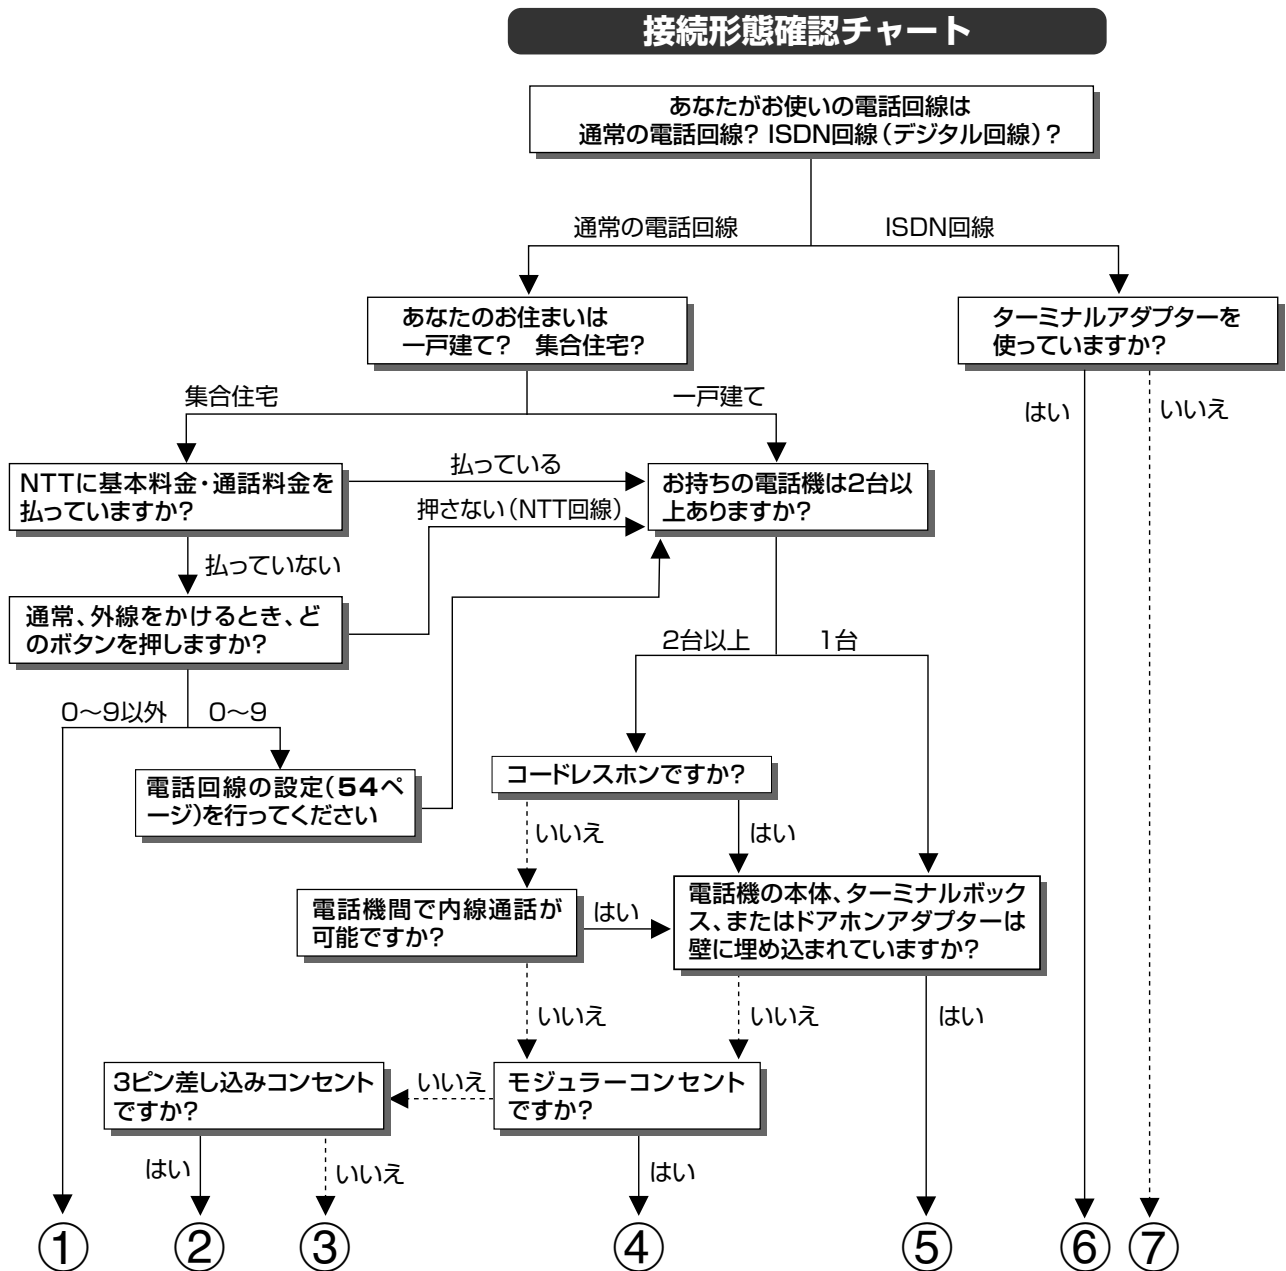 接続形態確認チャート
あなたがお使いの電話回線は
通常の電話回線? ISDN回線(デジタル回線)?
通常の電話回線
ISDN回線
あなたのお住まいは
一戸建て? 集合住宅?
ターミナルアダプターを
使っていますか?
集合住宅
一戸建て
はい
いいえ
NTTに基本料金・通話料金を
払っていますか?
払っている
お持ちの電話機は2台以
上ありますか?
押さない(NTT回線)
払っていない
通常、外線をかけるとき、ど
のボタンを押しますか?
2台以上
1台
0〜9以外
0〜9
電話回線の設定(54ペ
ージ)を行ってください
コードレスホンですか?
いいえ
はい
電話機間で内線通話が
可能ですか?
はい
電話機の本体、ターミナルボック
ス、またはドアホンアダプターは
壁に埋め込まれていますか?
いいえ
いいえ
はい
3ピン差し込みコンセント
ですか?
いいえ
モジュラーコンセント
ですか?
はい
いいえ
はい
①
②
③
④
⑤
⑥
⑦